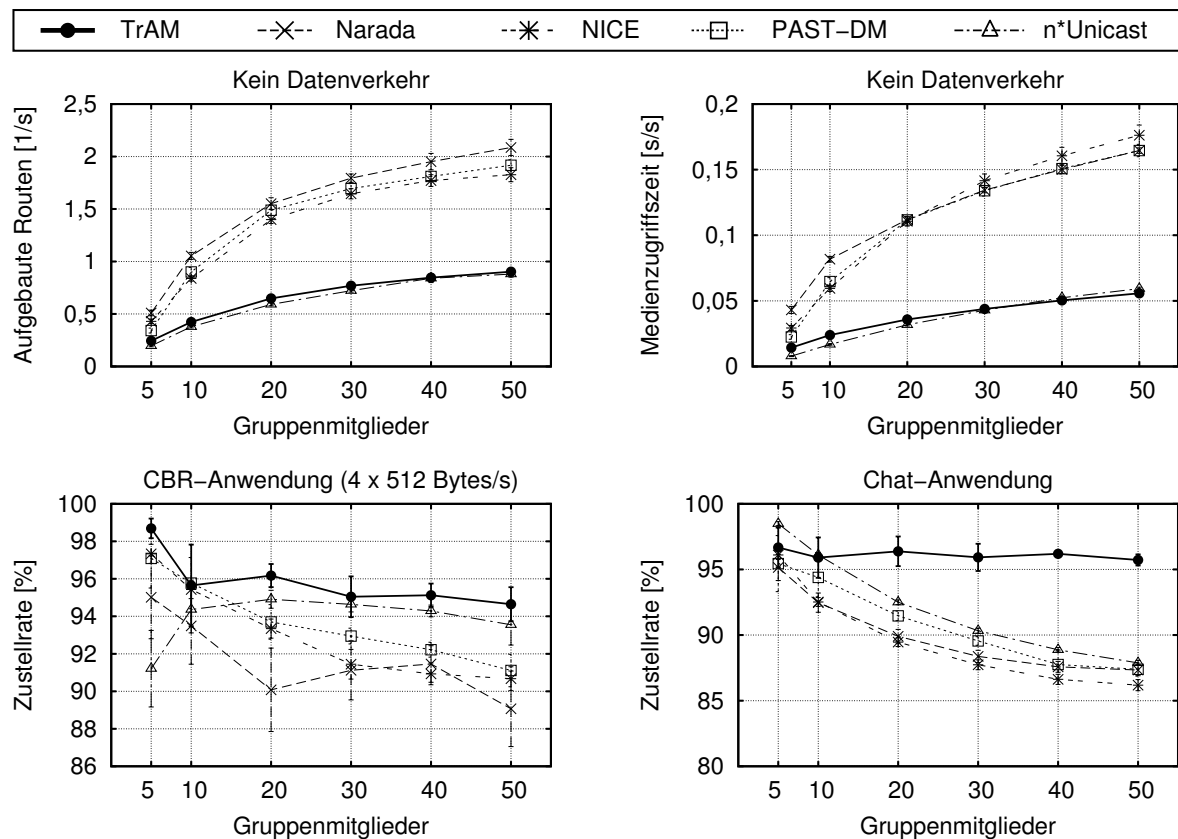 TrAM Narada NICE PAST−DM n*Unicast
Kein Datenverkehr
Aufgebaute Routen [1/s]
2,5
2
1,5
1
0,5
0
5 10 20 30 40 50
Gruppenmitglieder
Kein Datenverkehr
Medienzugriffszeit [s/s]
0,2
0,15
0,1
0,05
0
5 10 20 30 40 50
Gruppenmitglieder
CBR−Anwendung (4 x 512 Bytes/s)
Zustellrate [%]
100
98
96
94
92
90
88
86
5 10 20 30 40 50
Gruppenmitglieder
Chat−Anwendung
Zustellrate [%]
100
95
90
85
80
5 10 20 30 40 50
Gruppenmitglieder